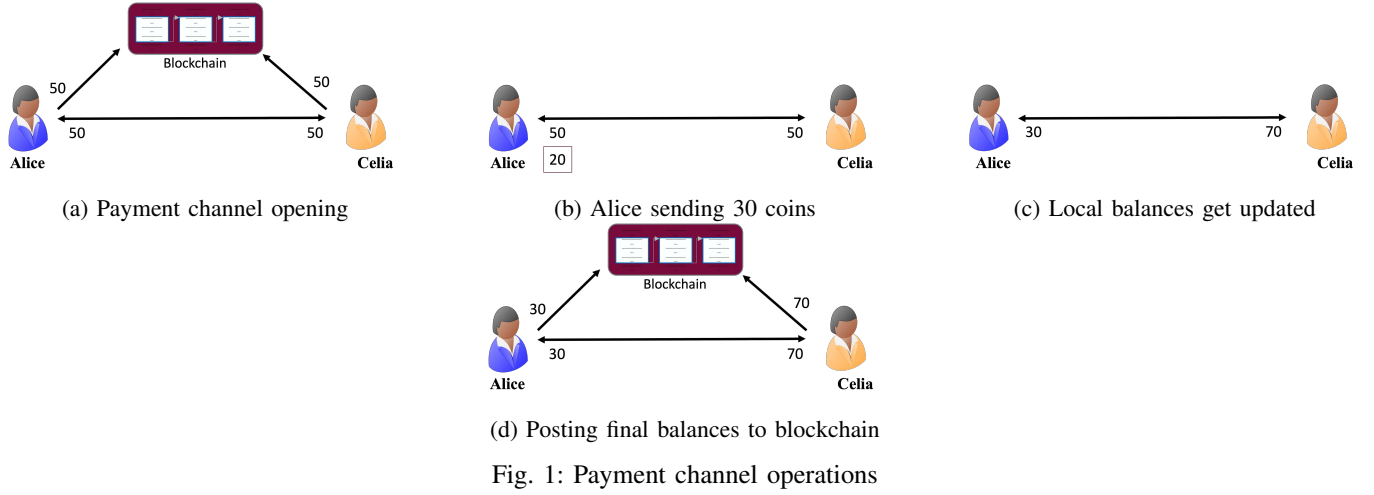 Blockchain
50
50
50
50
Alice
Celia
(a) Payment channel opening
50
50
Alice
20
Celia
(b) Alice sending 30 coins
30
70
Alice
Celia
(c) Local balances get updated
Blockchain
30
70
30
70
Alice
Celia
(d) Posting final balances to blockchain
Fig. 1: Payment channel operations